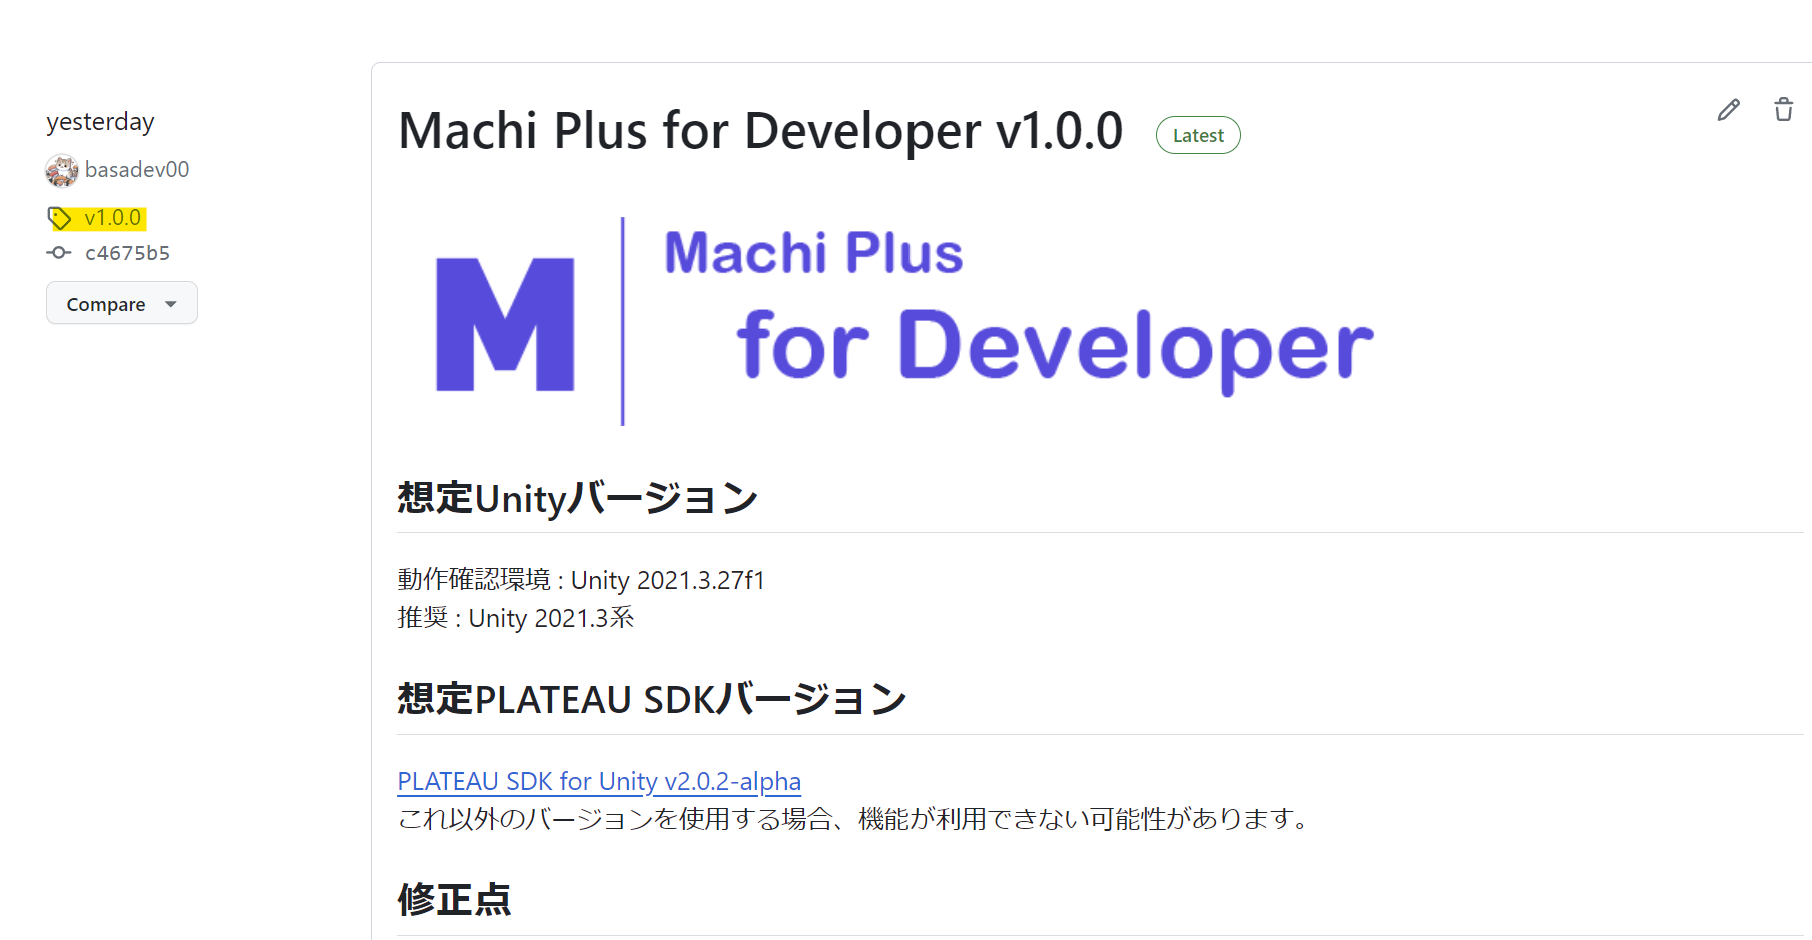 yesterday
basadev00
v1.0.0
c4675b5
Compare
Machi Plus for Developer v1.0.0 Latest
M
Machi Plus
for Developer
想定Unityバージョン
動作確認環境 : Unity 2021.3.27f1
推奨 : Unity 2021.3系
想定PLATEAU SDKバージョン
PLATEAU SDK for Unity v2.0.2-alpha
これ以外のバージョンを使用する場合、機能が利用できない可能性があります。
修正点